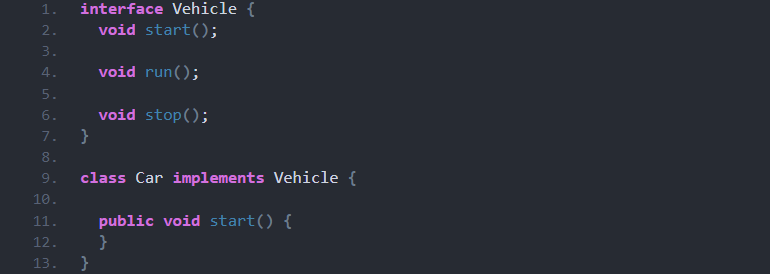 1. interface Vehicle {
2.   void start();
3.
4.   void run();
5.
6.   void stop();
7. }
8.
9. class Car implements Vehicle {
10.
11.   public void start() {
12.   }
13. }